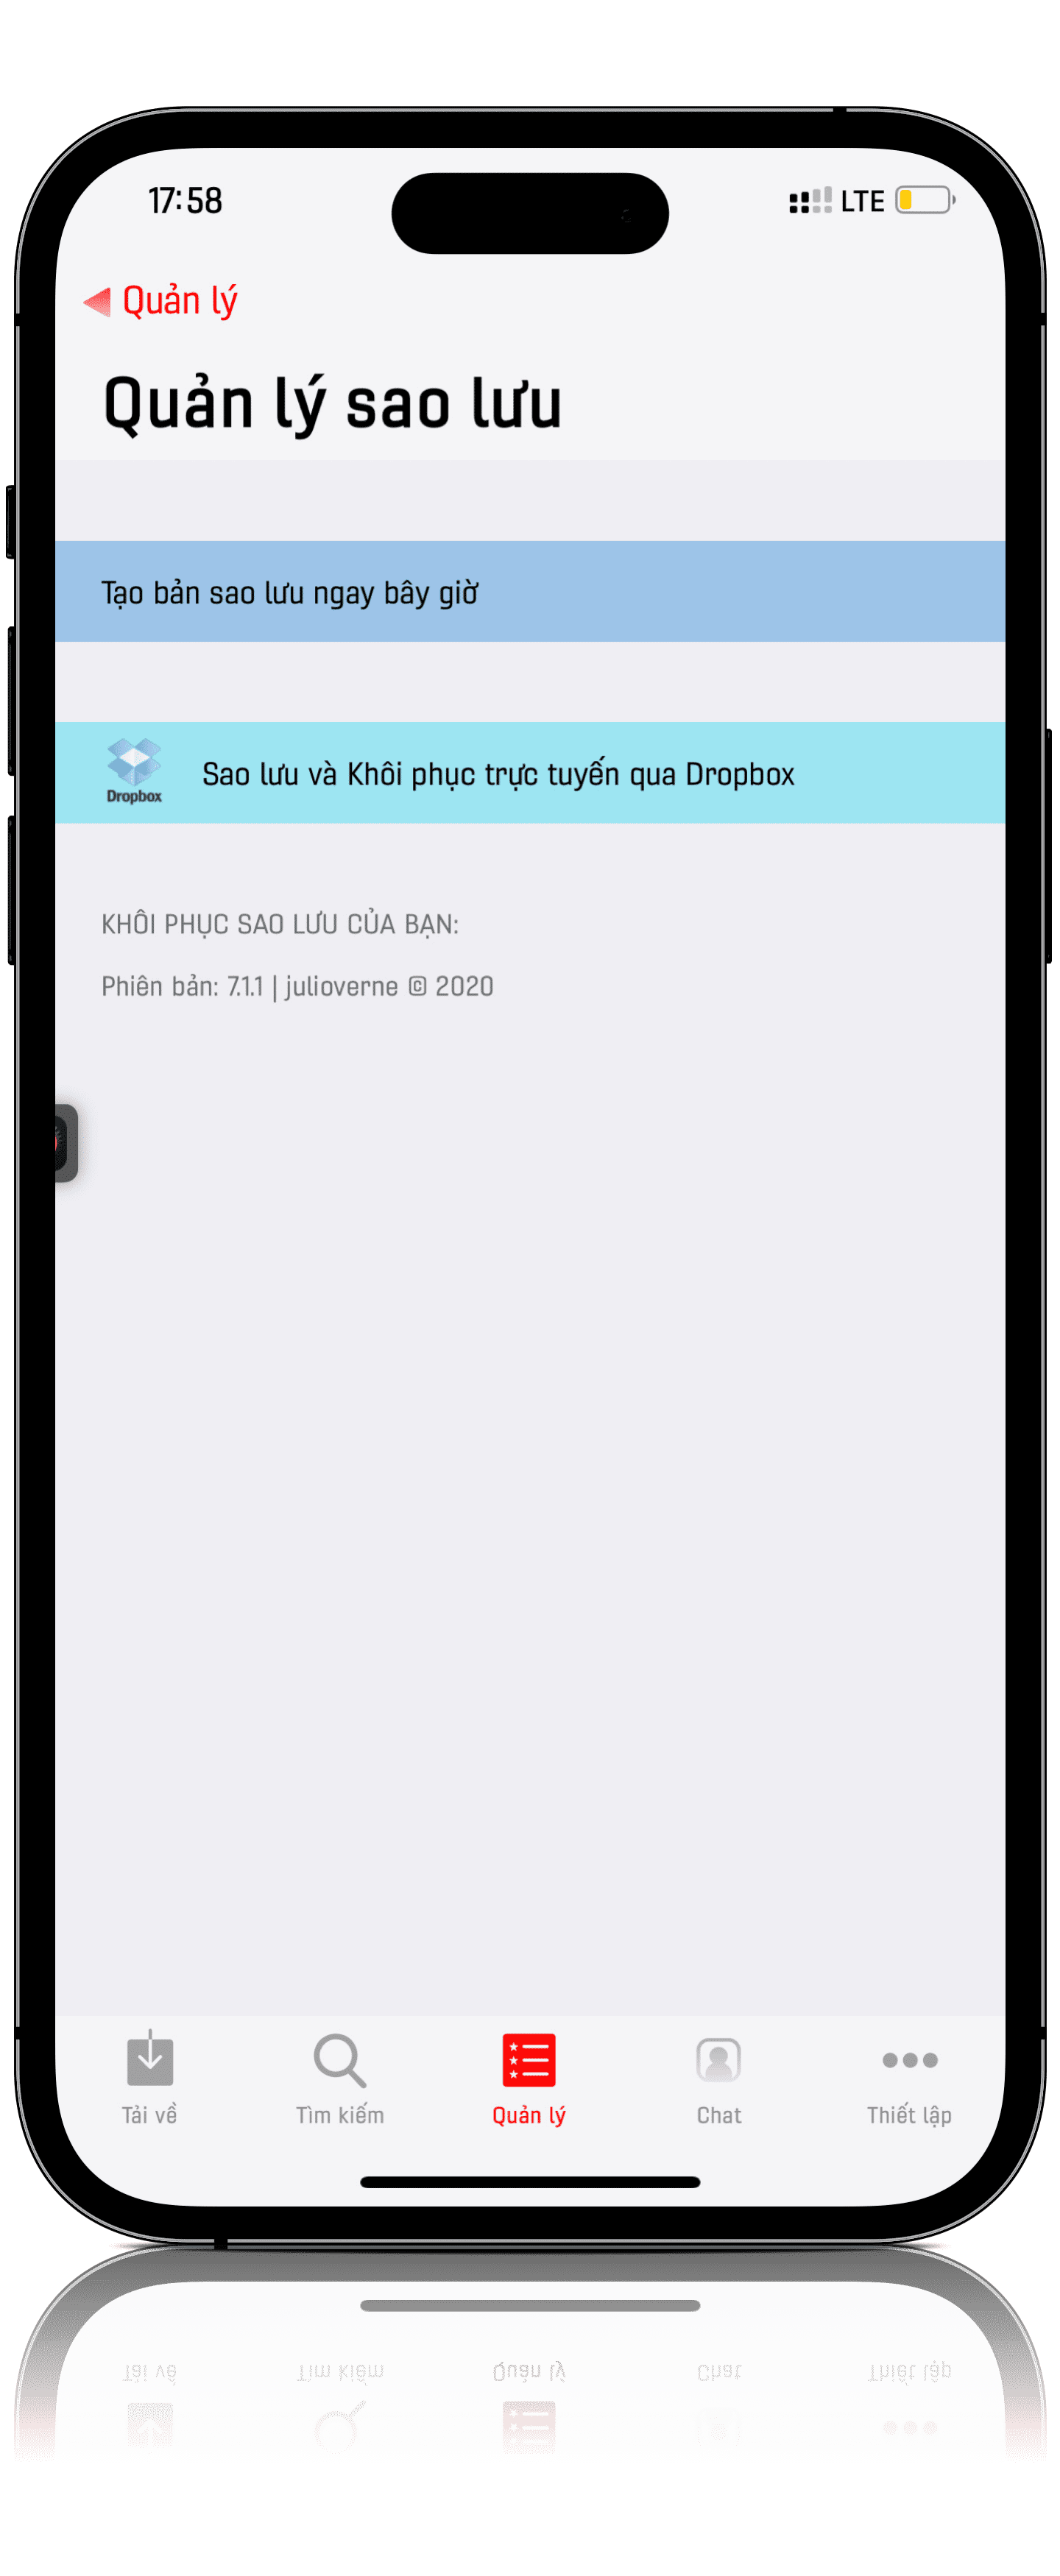 17:58
LTE
Quản lý
Quản lý sao lưu
Tạo bản sao lưu ngay bây giờ
Dropbox
Sao lưu và Khôi phục trực tuyến qua Dropbox
KHÔI PHỤC SAO LƯU CỦA BẠN:
Phiên bản: 7.1.1 | julioverne © 2020
Tải về
Tìm kiếm
Quản lý
Chat
Thiết lập